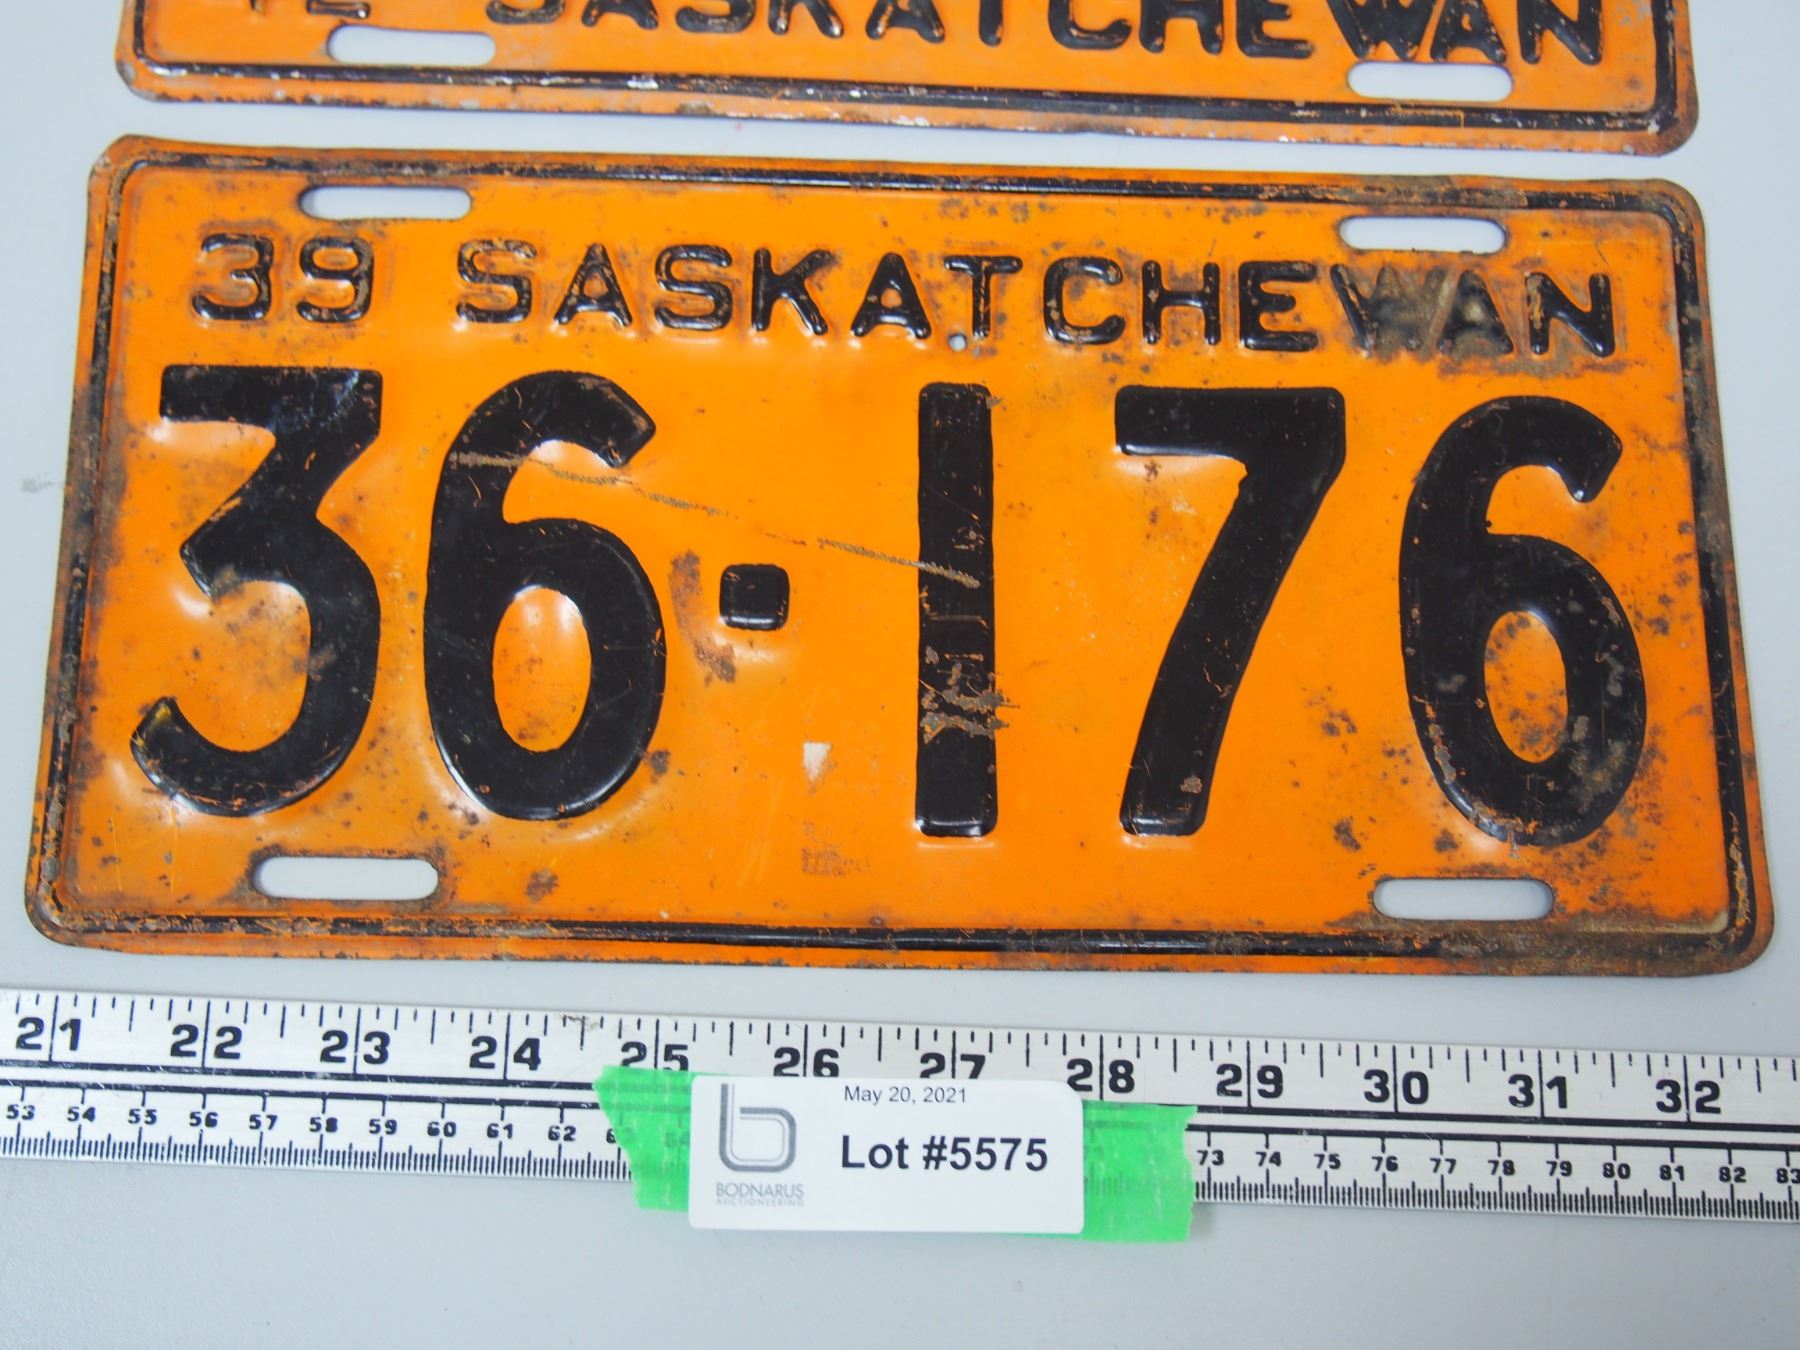 SASKATCHEWAN
39 SASKATCHEWAN
36-176
21 22 23 24 25 26 27 28 29 30 31 32
53 54 55 56 57 58 59 60 61 62 73 74 75 76 77 78 79 80 81 82 83
May 20, 2021
Lot #5575
BODNARUS
AUCTIONEERING